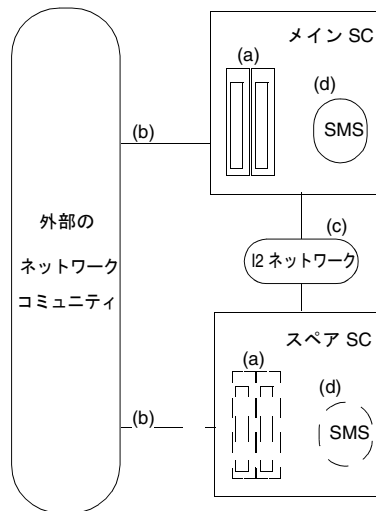 メイン SC
(a)
(d)
SMS
(b)
(c)
外部の
ネットワーク
コミュニティ
I2 ネットワーク
スペア SC
(a)
(d)
(b)
SMS